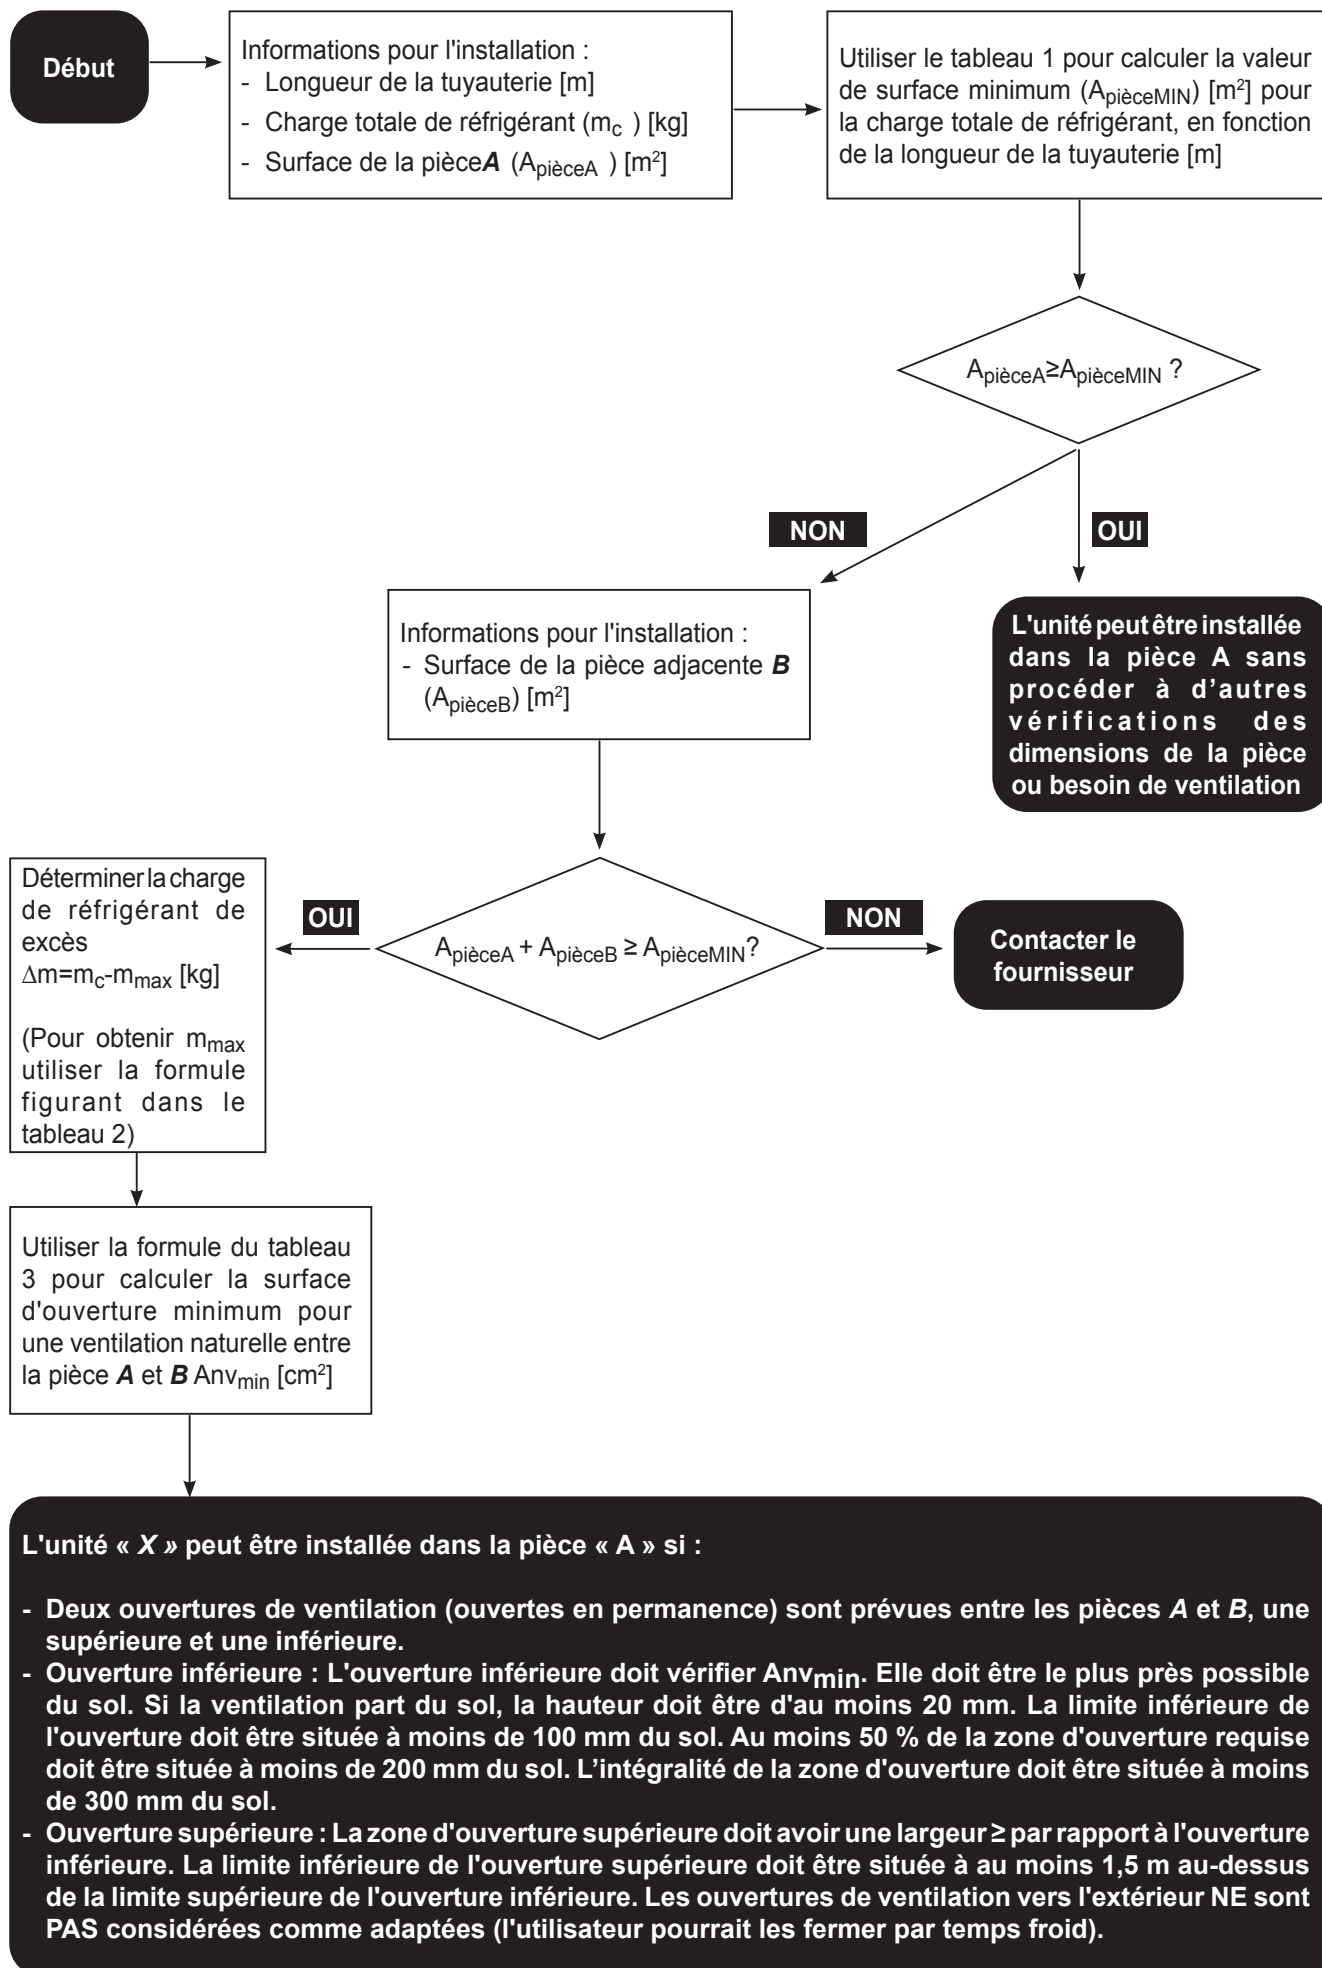 Début
Informations pour l'installation :
- Longueur de la tuyauterie [m]
- Charge totale de réfrigérant (mc ) [kg]
- Surface de la pièceA (ApièceA ) [m²]
Utiliser le tableau 1 pour calculer la valeur
de surface minimum (ApièceMIN) [m²] pour
la charge totale de réfrigérant, en fonction
de la longueur de la tuyauterie [m]
ApièceA≥ApièceMIN ?
NON
OUI
Informations pour l'installation :
- Surface de la pièce adjacente B
(ApièceB) [m²]
L'unité peut être installée
dans la pièce A sans
procéder à d’autres
vérifications des
dimensions de la pièce
ou besoin de ventilation
Déterminer la charge
de réfrigérant de
excès
Δm=mc-mmax [kg]
(Pour obtenir mmax
utiliser la formule
figurant dans le
tableau 2)
OUI
ApièceA + ApièceB ≥ ApièceMIN?
NON
Contacter le
fournisseur
Utiliser la formule du tableau
3 pour calculer la surface
d'ouverture minimum pour
une ventilation naturelle entre
la pièce A et B Anvmin [cm²]
L'unité « X » peut être installée dans la pièce « A » si :
- Deux ouvertures de ventilation (ouvertes en permanence) sont prévues entre les pièces A et B, une
supérieure et une inférieure.
- Ouverture inférieure : L'ouverture inférieure doit vérifier Anvmin. Elle doit être le plus près possible
du sol. Si la ventilation part du sol, la hauteur doit être d'au moins 20 mm. La limite inférieure de
l'ouverture doit être située à moins de 100 mm du sol. Au moins 50 % de la zone d'ouverture requise
doit être située à moins de 200 mm du sol. L’intégralité de la zone d'ouverture doit être située à moins
de 300 mm du sol.
- Ouverture supérieure : La zone d'ouverture supérieure doit avoir une largeur ≥ par rapport à l'ouverture
inférieure. La limite inférieure de l'ouverture supérieure doit être située à au moins 1,5 m au-dessus
de la limite supérieure de l'ouverture inférieure. Les ouvertures de ventilation vers l'extérieur NE sont
PAS considérées comme adaptées (l'utilisateur pourrait les fermer par temps froid).